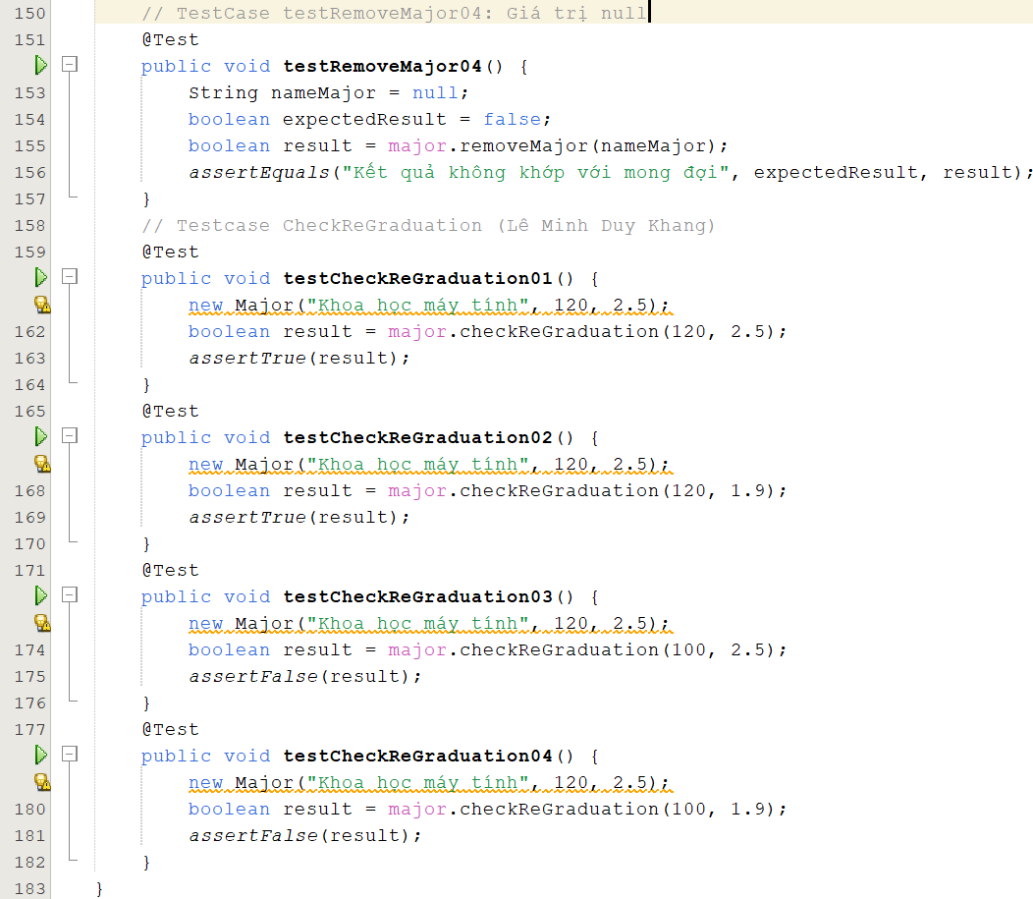 150 // TestCase testRemoveMajor04: Giá trị null
151 @Test
public void testRemoveMajor04() {
153 String nameMajor = null;
154 boolean expectedResult = false;
155 boolean result = major.removeMajor(nameMajor);
156 assertEquals("Kết quả không khớp với mong đợi", expectedResult, result);
157 }
158 // Testcase CheckReGraduation (Lê Minh Duy Khang)
159 @Test
public void testCheckReGraduation01() {
new Major("Khoa học máy tính", 120, 2.5);
162 boolean result = major.checkReGraduation(120, 2.5);
163 assertTrue(result);
164 }
165 @Test
public void testCheckReGraduation02() {
new Major("Khoa học máy tính", 120, 2.5);
168 boolean result = major.checkReGraduation(120, 1.9);
169 assertTrue(result);
170 }
171 @Test
public void testCheckReGraduation03() {
new Major("Khoa học máy tính", 120, 2.5);
174 boolean result = major.checkReGraduation(100, 2.5);
175 assertFalse(result);
176 }
177 @Test
public void testCheckReGraduation04() {
new Major("Khoa học máy tính", 120, 2.5);
180 boolean result = major.checkReGraduation(100, 1.9);
181 assertFalse(result);
182 }
183 }